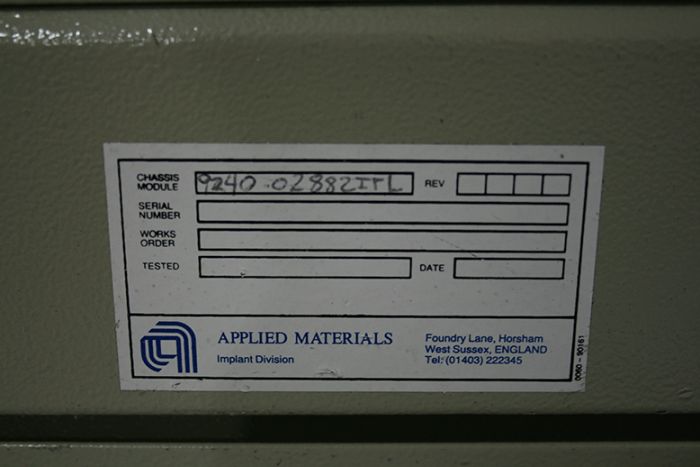 CHASSIS MODULE 9240-02882ITL REV
SERIAL NUMBER
WORKS ORDER
TESTED DATE
APPLIED MATERIALS
Implant Division
Foundry Lane, Horsham
West Sussex, ENGLAND
Tel: (01403) 222345
0060 - 90161